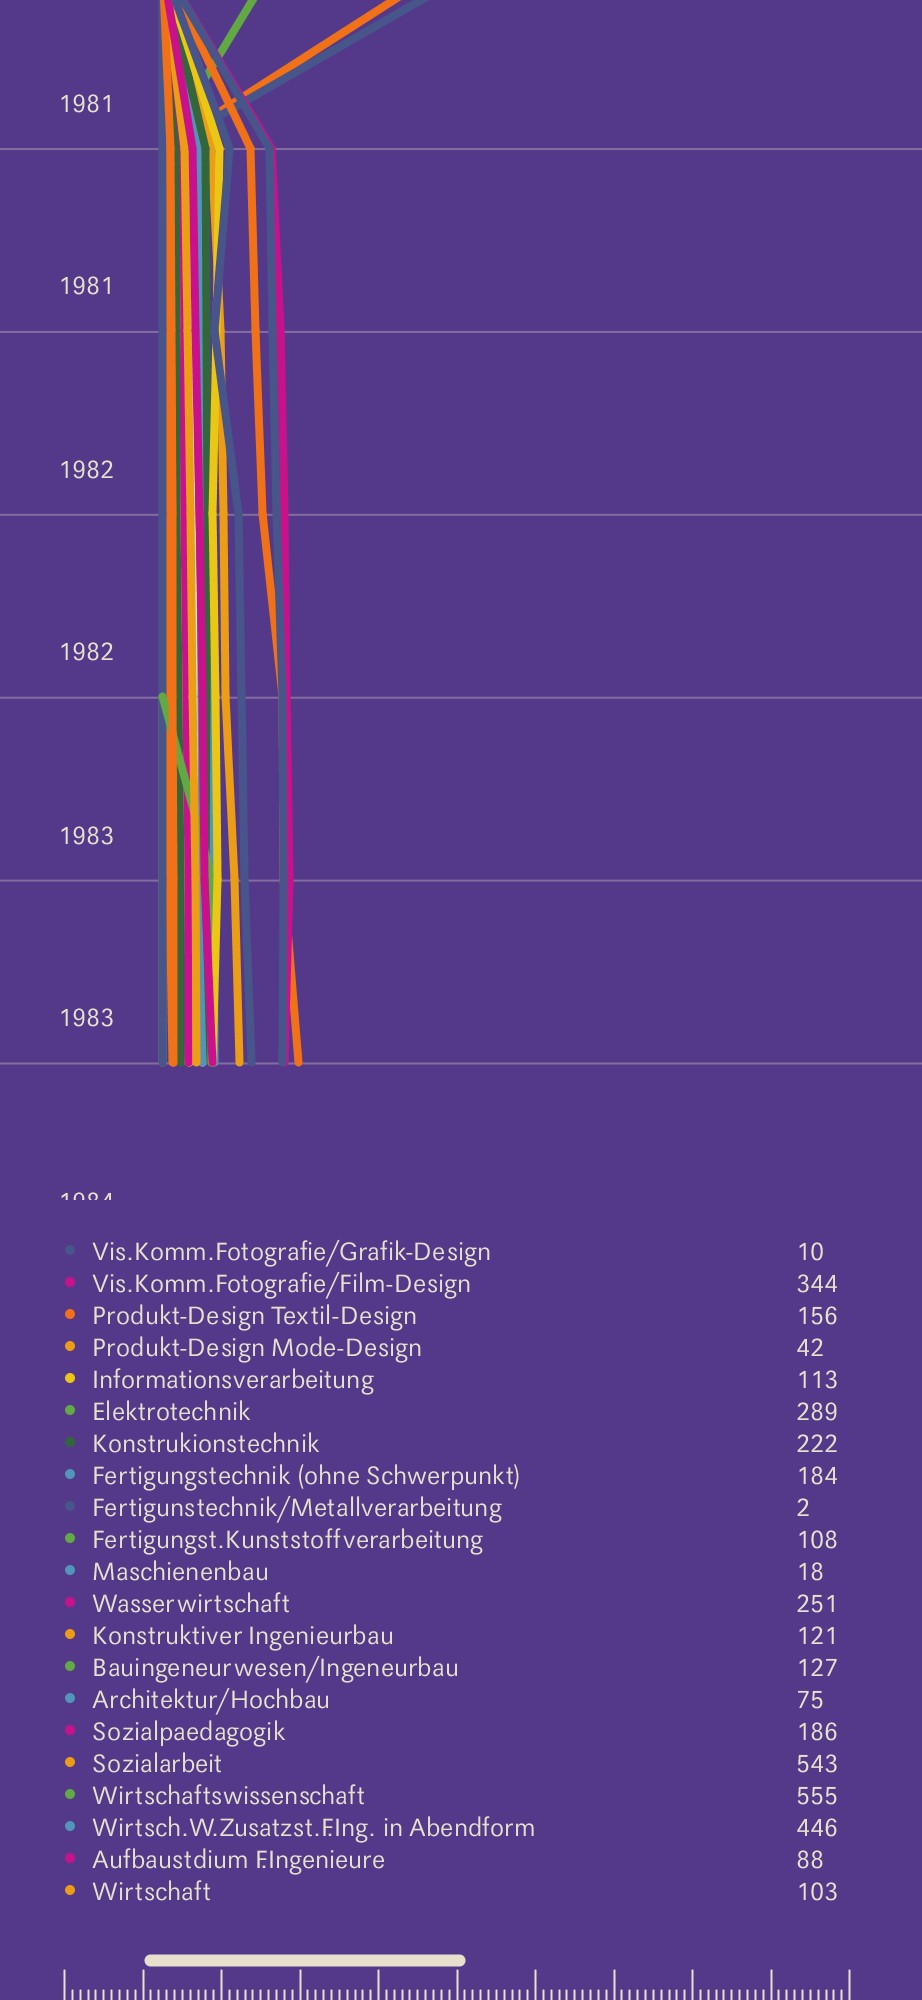 1981
1981
1982
1982
1983
1983
1984
Vis.Komm.Fotografie/Grafik-Design 10
Vis.Komm.Fotografie/Film-Design 344
Produkt-Design Textil-Design 156
Produkt-Design Mode-Design 42
Informationsverarbeitung 113
Elektrotechnik 289
Konstrukionstechnik 222
Fertigungstechnik (ohne Schwerpunkt) 184
Fertigunstechnik/Metallverarbeitung 2
Fertigungst.Kunststoffverarbeitung 108
Maschienenbau 18
Wasserwirtschaft 251
Konstruktiver Ingenieurbau 121
Bauingeneurwesen/Ingeneurbau 127
Architektur/Hochbau 75
Sozialpaedagogik 186
Sozialarbeit 543
Wirtschaftswissenschaft 555
Wirtsch.W.Zusatzst.F.Ing. in Abendform 446
Aufbaustdium F.Ingenieure 88
Wirtschaft 103